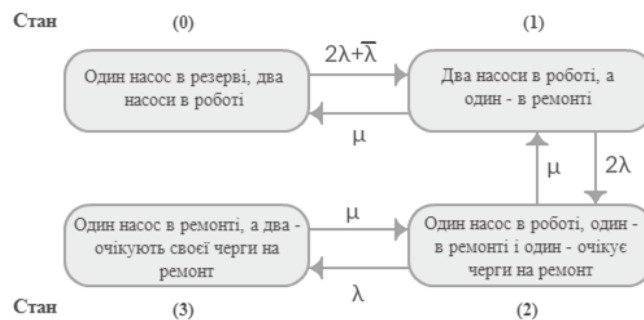 Стан (0) (1)
Один насос в резерві, два
насоси в роботі
2λ+λ̅
μ
Два насоси в роботі, а
один - в ремонті
μ
2λ
Один насос в ремонті, а два -
очікують своєї черги на
ремонт
μ
λ
Один насос в роботі, один -
в ремонті і один - очікує
черги на ремонт
Стан (3) (2)